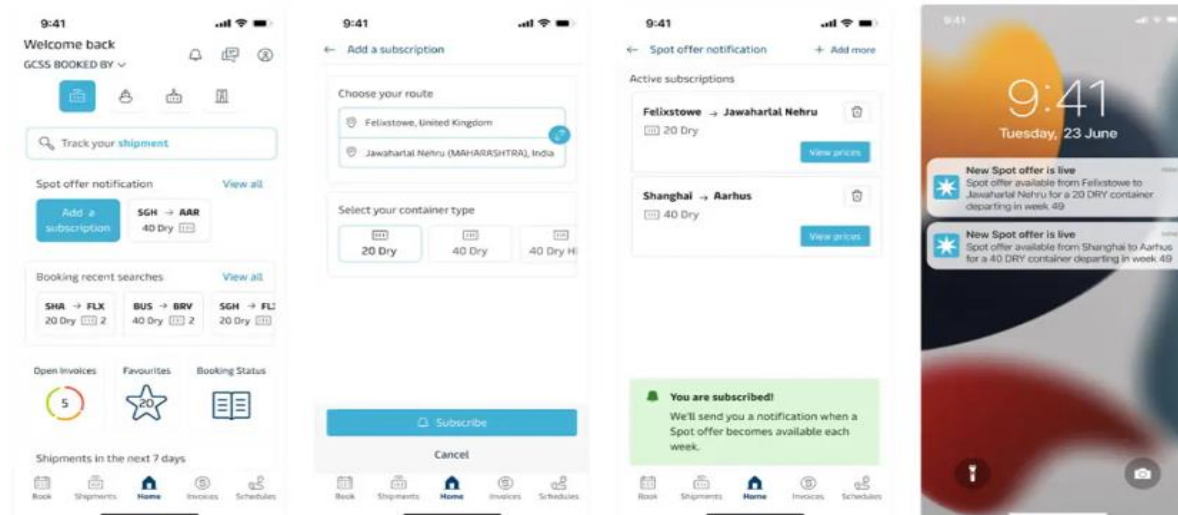 9:41
Welcome back
GCSS BOOKED BY
Track your shipment
Spot offer notification
View all
Add a
subscription
SGH → AAR
40 Dry
Booking recent searches
View all
SHA → FLX
20 Dry 2
BUS → BRV
40 Dry 2
SGH → FL
20 Dry
Open Invoices
Favourites
Booking Status
5
20
Shipments in the next 7 days
Book
Shipments
Home
Invoices
Schedules
9:41
← Add a subscription
Choose your route
Felixstowe, United Kingdom
Jawahartal Nehru (MAHARASHTRA), India
Select your container type
20 Dry
40 Dry
40 Dry Hi
Subscribe
Cancel
Book
Shipments
Home
Invoices
Schedules
9:41
← Spot offer notification
+ Add more
Active subscriptions
Felixstowe → Jawahartal Nehru
20 Dry
View prices
Shanghai → Aarhus
40 Dry
View prices
You are subscribed!
We'll send you a notification when a
Spot offer becomes available each
week.
Book
Shipments
Home
Invoices
Schedules
9:41
9:41
Tuesday, 23 June
New Spot offer is live
now
Spot offer available from Felixstowe to
Jawahartal Nehru for a 20 DRY container
departing in week 49
New Spot offer is live
now
Spot offer available from Shanghai to Aarhus
for a 40 DRY container departing in week 49